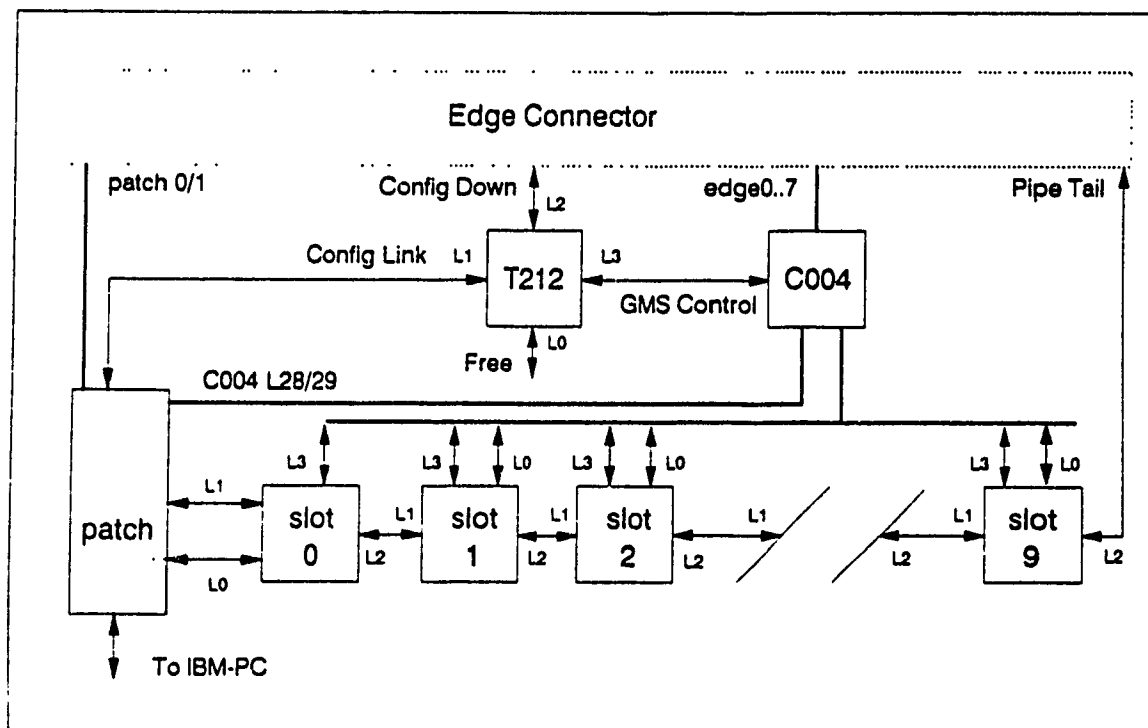 Edge Connector
patch 0/1
Config Down
L2
edge0..7
Pipe Tail
Config Link
L1
T212
L3
GMS Control
C004
L0
Free
C004 L28/29
L3
L3
L0
L3
L0
L3
L0
patch
L1
L0
slot
0
L1
L2
slot
1
L1
L2
slot
2
L1
L2
L1
L2
slot
9
L2
To IBM-PC